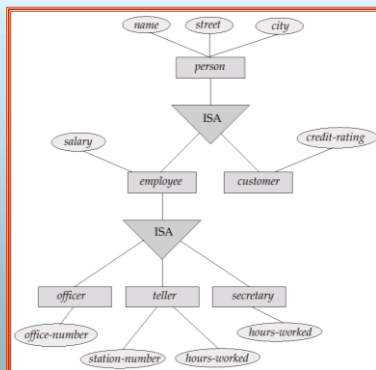 name
street
city
person
ISA
salary
credit-rating
employee
customer
ISA
officer
teller
secretary
office-number
hours-worked
station-number
hours-worked